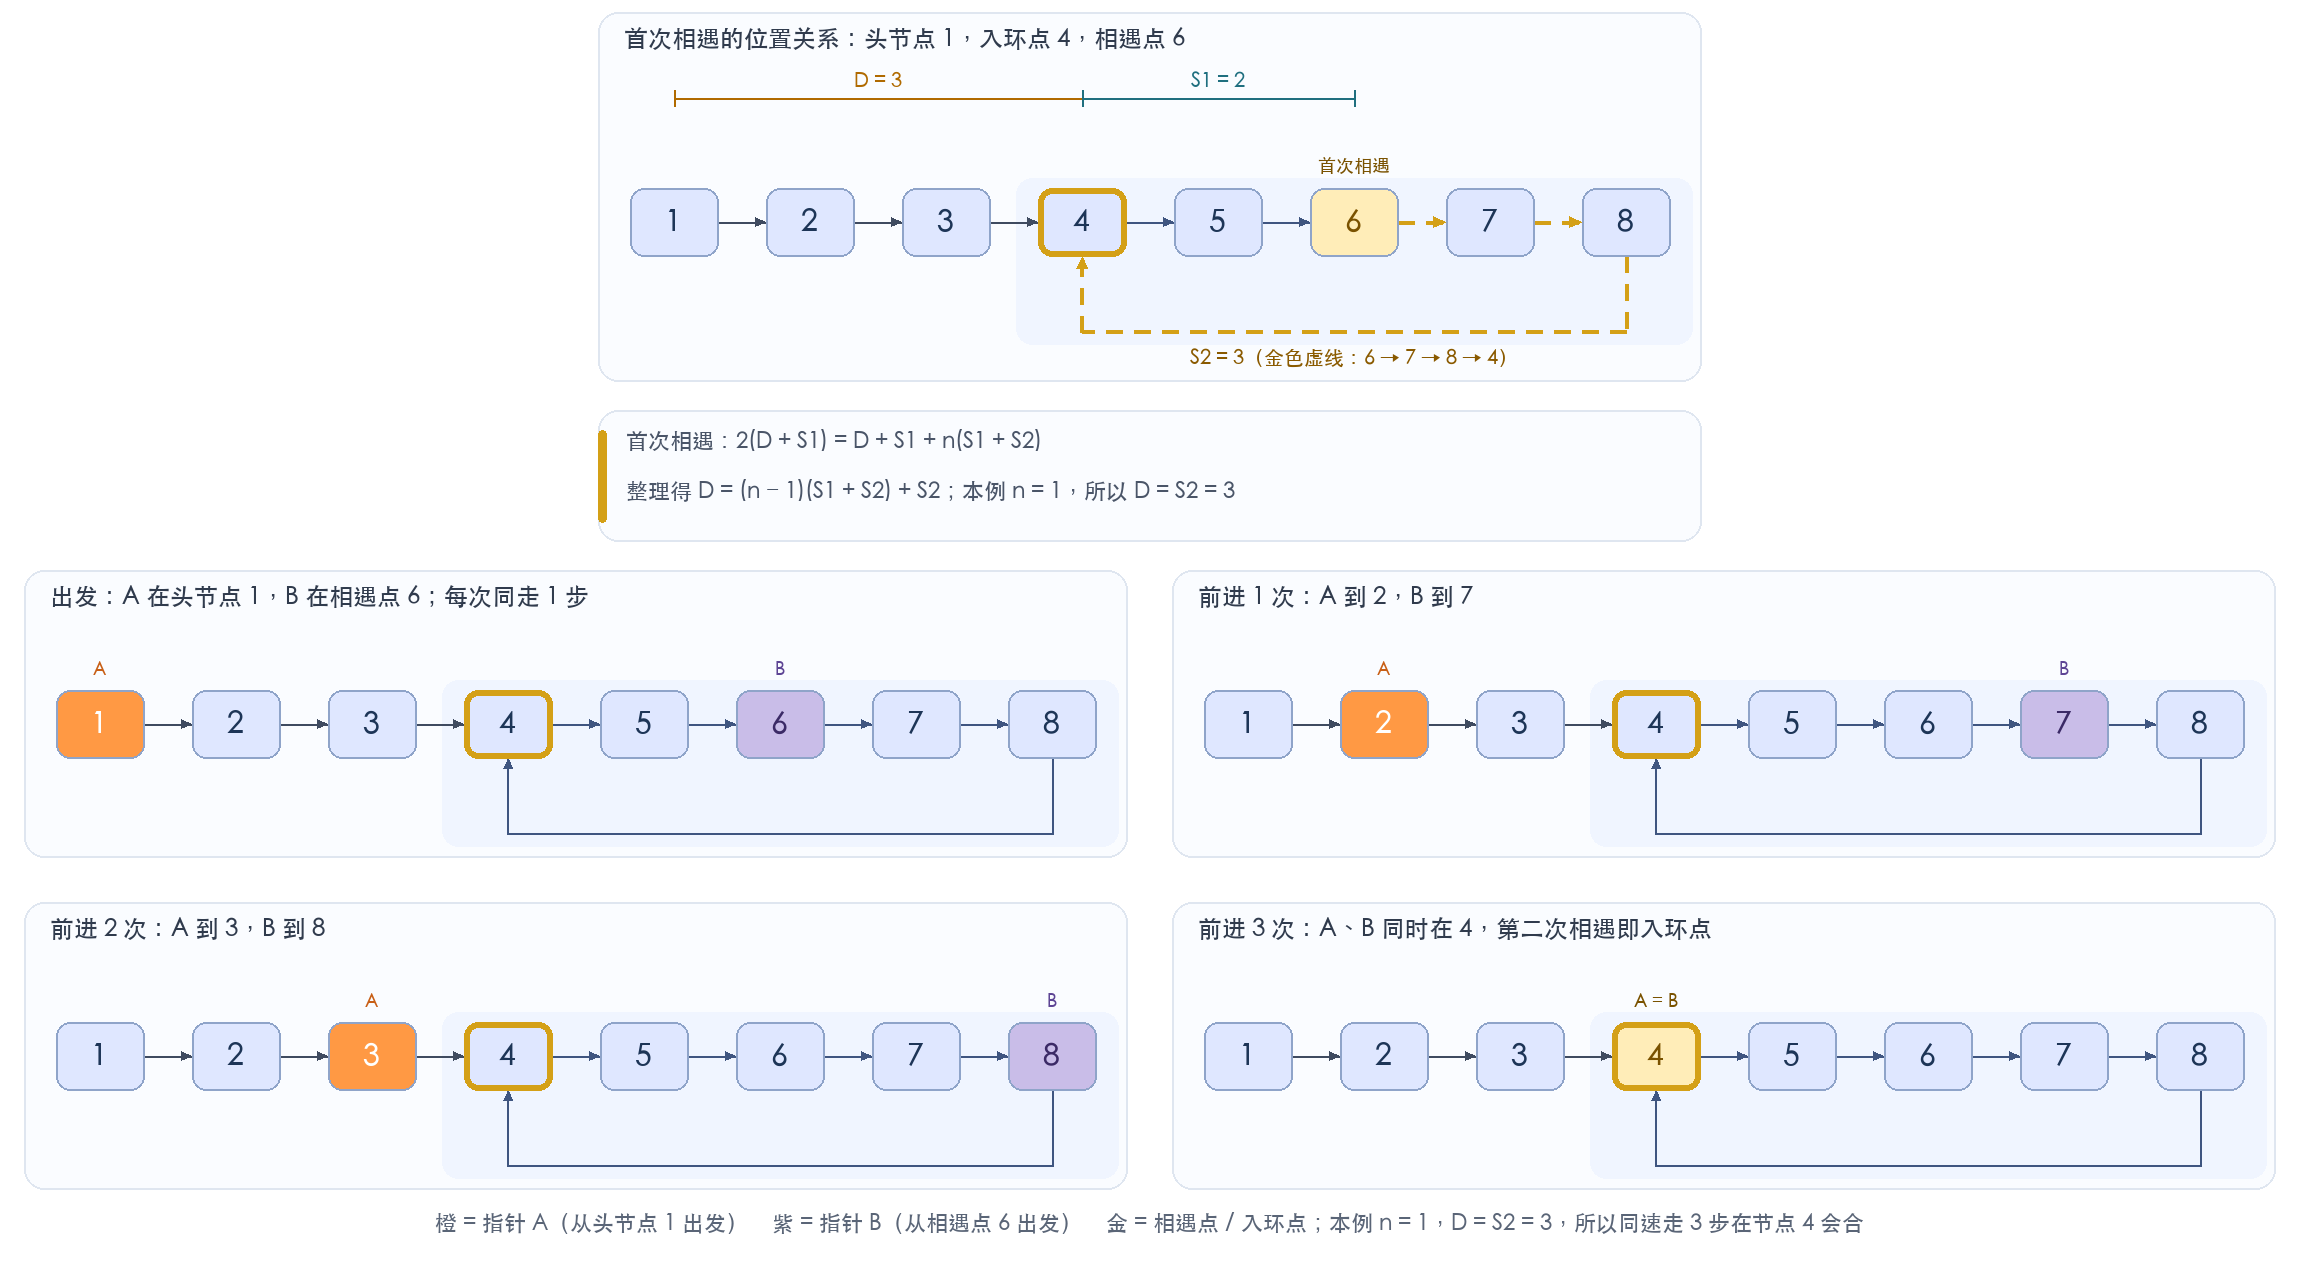 首次相遇的位置关系：头节点 1，入环点 4，相遇点 6
D = 3
S1 = 2
首次相遇
1 2 3 4 5 6 7 8
S2 = 3（金色虚线：6 → 7 → 8 → 4）
首次相遇：2(D + S1) = D + S1 + n(S1 + S2)
整理得 D = (n − 1)(S1 + S2) + S2；本例 n = 1，所以 D = S2 = 3
出发：A 在头节点 1，B 在相遇点 6；每次同走 1 步
A B
1 2 3 4 5 6 7 8
前进 1 次：A 到 2，B 到 7
A B
1 2 3 4 5 6 7 8
前进 2 次：A 到 3，B 到 8
A B
1 2 3 4 5 6 7 8
前进 3 次：A、B 同时在 4，第二次相遇即入环点
A = B
1 2 3 4 5 6 7 8
橙 = 指针 A（从头节点 1 出发） 紫 = 指针 B（从相遇点 6 出发） 金 = 相遇点 / 入环点；本例 n = 1，D = S2 = 3，所以同速走 3 步在节点 4 会合